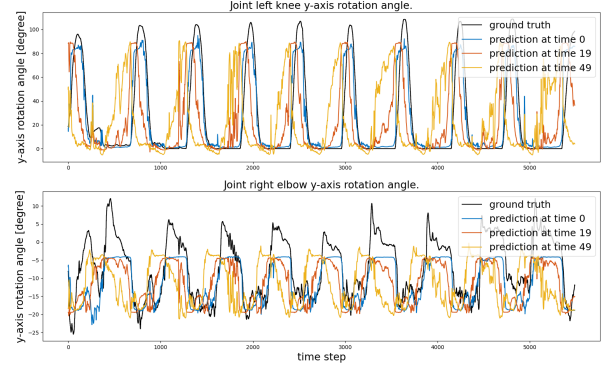 Joint left knee y-axis rotation angle.
y-axis rotation angle [degree]
100
80
60
40
20
0
ground truth
prediction at time 0
prediction at time 19
prediction at time 49
0
1000
2000
3000
4000
5000
Joint right elbow y-axis rotation angle.
y-axis rotation angle [degree]
10
5
0
−5
−10
−15
−20
−25
ground truth
prediction at time 0
prediction at time 19
prediction at time 49
0
1000
2000
3000
4000
5000
time step